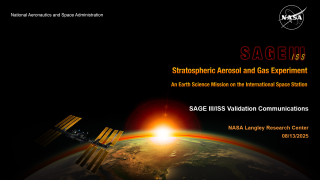 National Aeronautics and Space Administration
NASA
SAGE III
ISS
Stratospheric Aerosol and Gas Experiment
An Earth Science Mission on the International Space Station
SAGE III/ISS Validation Communications
NASA Langley Research Center
08/13/2025